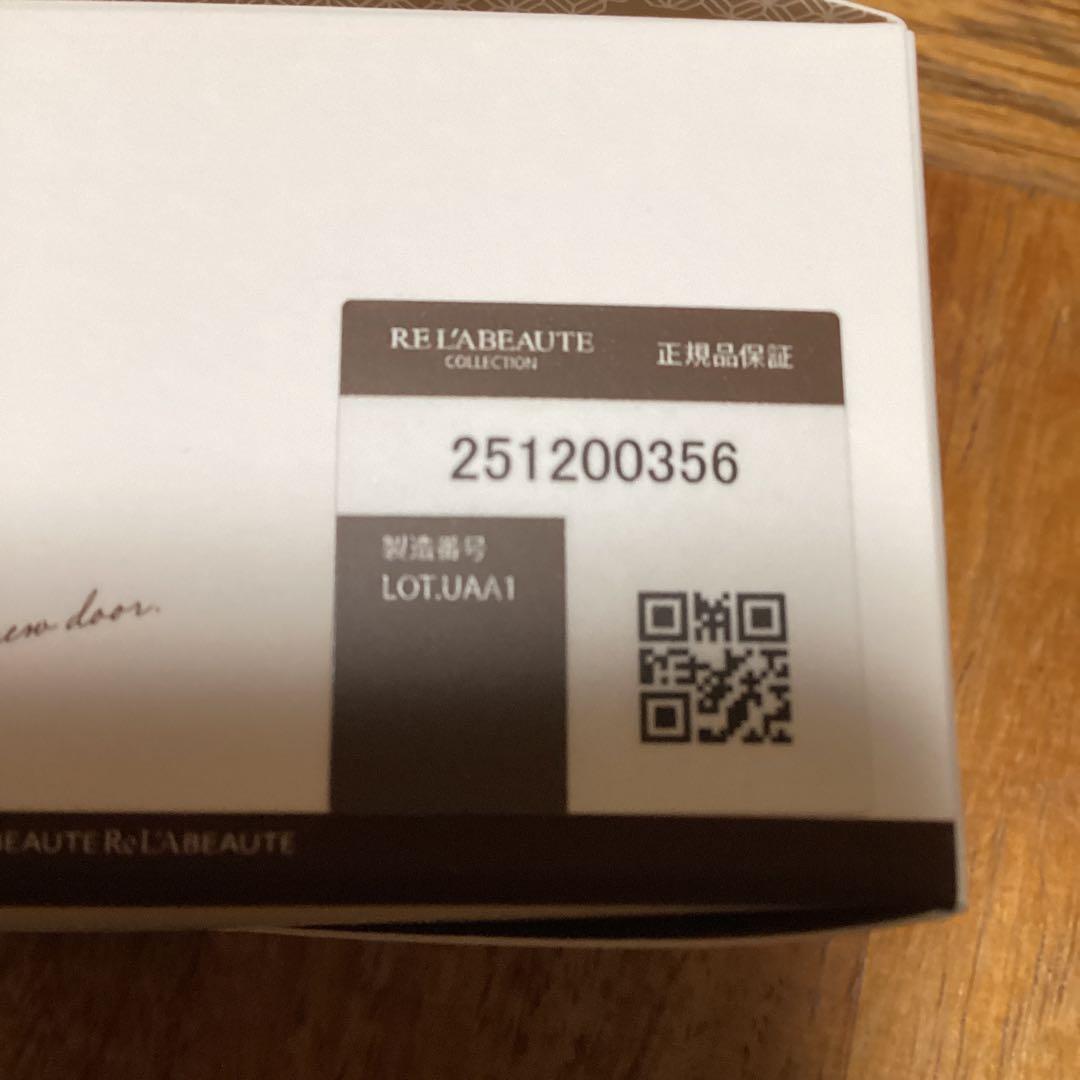 RE L'ABEAUTE
COLLECTION
正規品保証
251200356
製造番号
LOT.UAA1
door.
BEAUTE ReL'ABEAUTE